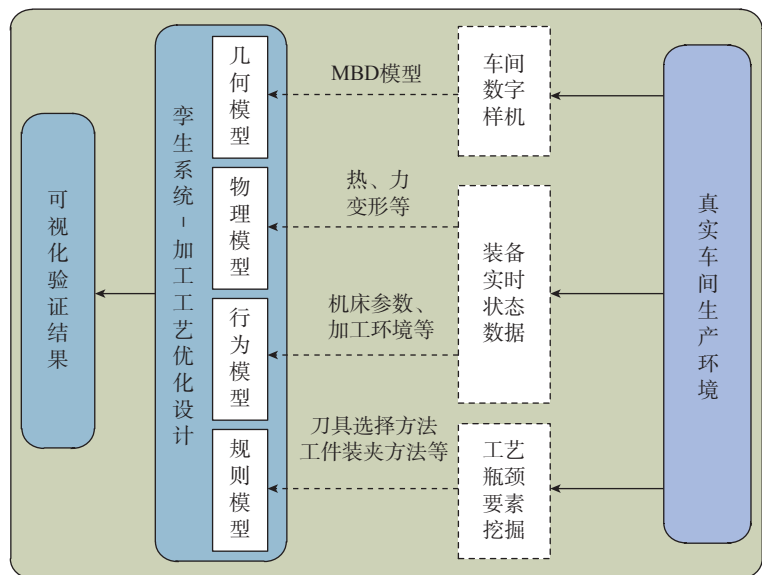 可视化验证结果
孪生系统-加工工艺优化设计
几何模型
物理模型
行为模型
规则模型
MBD模型
热、力
变形等
机床参数、
加工环境等
刀具选择方法
工件装夹方法等
车间
数字
样机
装备
实时
状态
数据
工艺
瓶颈
要素
挖掘
真实车间生产环境